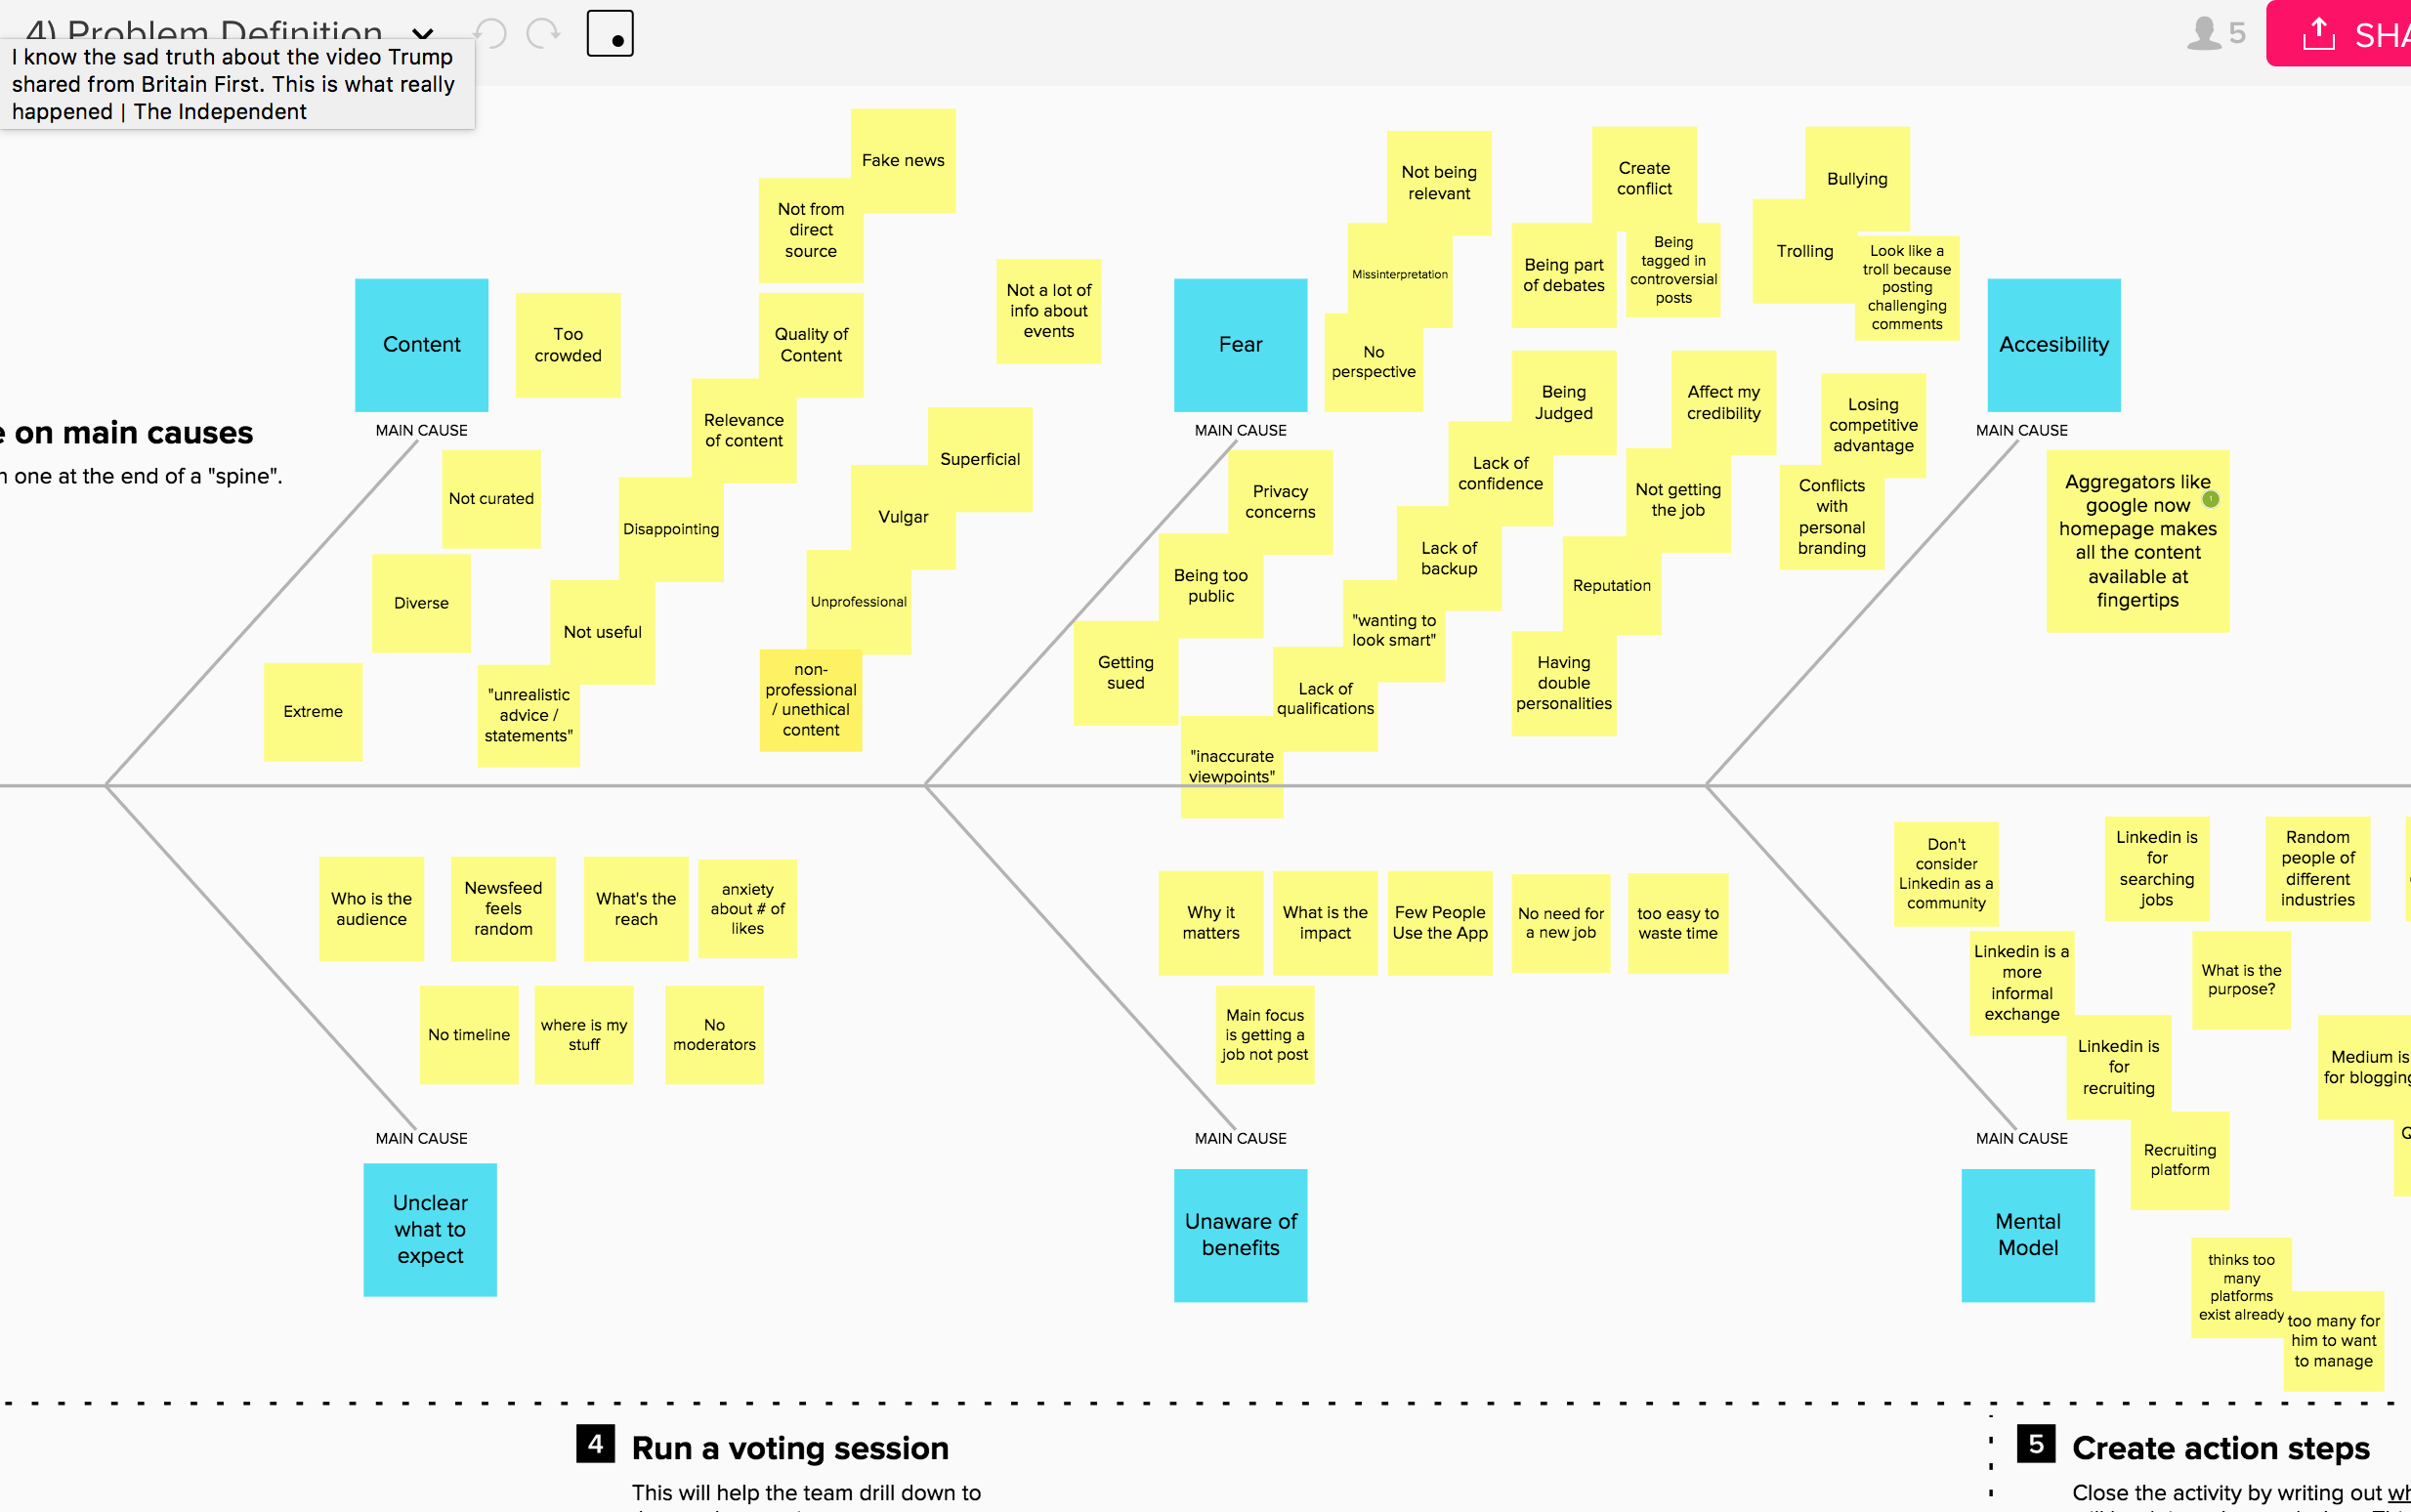 4) Problem Definition
5
SHA
I know the sad truth about the video Trump
shared from Britain First. This is what really
happened | The Independent
e on main causes
n one at the end of a "spine".
Content
MAIN CAUSE
Too
crowded
Fake news
Not from
direct
source
Quality of
Content
Not a lot of
info about
events
Relevance
of content
Superficial
Not curated
Disappointing
Vulgar
Diverse
Not useful
Unprofessional
Extreme
"unrealistic
advice /
statements"
non-
professional
/ unethical
content
Fear
MAIN CAUSE
Not being
relevant
Missinterpretation
No
perspective
Create
conflict
Being part
of debates
Being
tagged in
controversial
posts
Bullying
Trolling
Look like a
troll because
posting
challenging
comments
Being
Judged
Affect my
credibility
Losing
competitive
advantage
Privacy
concerns
Lack of
confidence
Not getting
the job
Conflicts
with
personal
branding
Being too
public
Lack of
backup
Reputation
Getting
sued
"wanting to
look smart"
Lack of
qualifications
Having
double
personalities
"inaccurate
viewpoints"
Accesibility
MAIN CAUSE
Aggregators like
google now
homepage makes
all the content
available at
fingertips
Who is the
audience
Newsfeed
feels
random
What's the
reach
anxiety
about # of
likes
No timeline
where is my
stuff
No
moderators
MAIN CAUSE
Unclear
what to
expect
Why it
matters
What is the
impact
Few People
Use the App
No need for
a new job
too easy to
waste time
Main focus
is getting a
job not post
MAIN CAUSE
Unaware of
benefits
Don't
consider
Linkedin as a
community
Linkedin is
for
searching
jobs
Random
people of
different
industries
Linkedin is a
more
informal
exchange
What is the
purpose?
Linkedin is
for
recruiting
Medium is
for blogging
Recruiting
platform
Q
MAIN CAUSE
Mental
Model
thinks too
many
platforms
exist already
too many for
him to want
to manage
4 Run a voting session
This will help the team drill down to
5 Create action steps
Close the activity by writing out wh